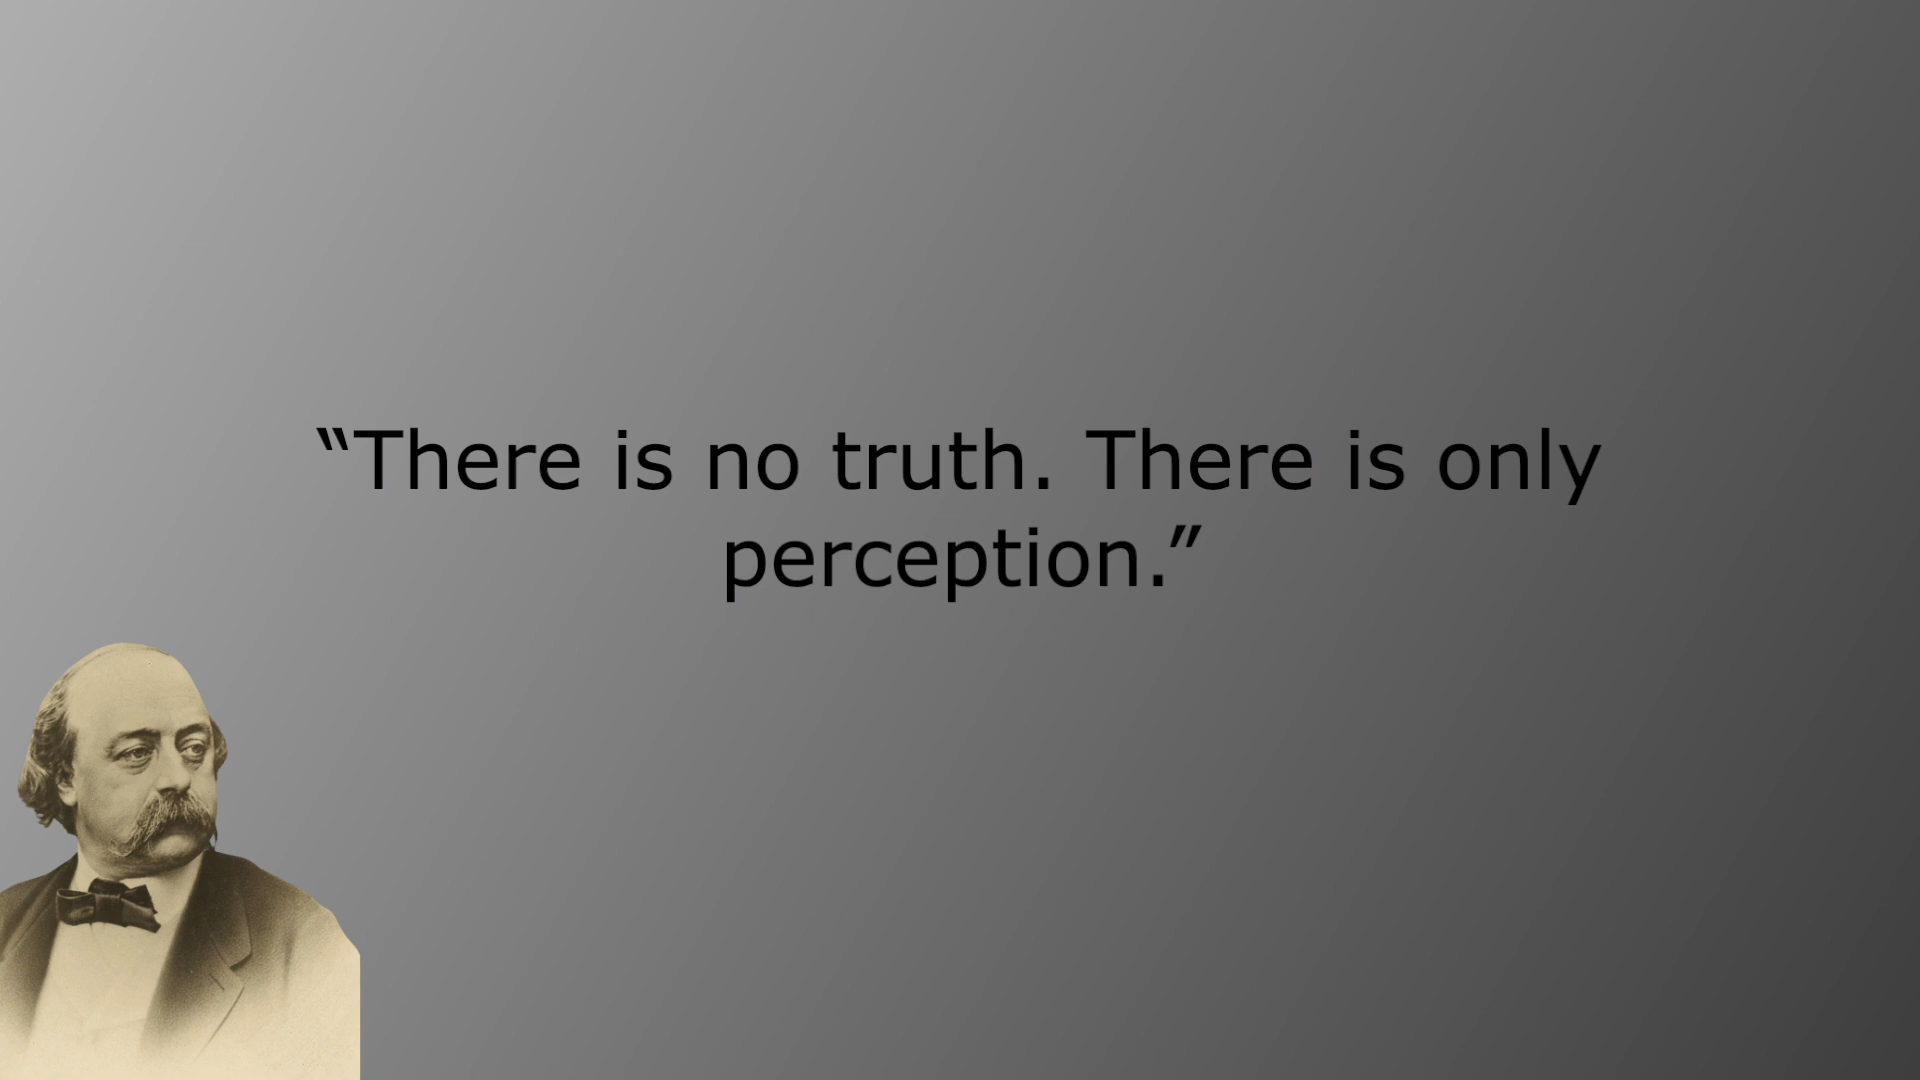 “There is no truth. There is only
perception.”